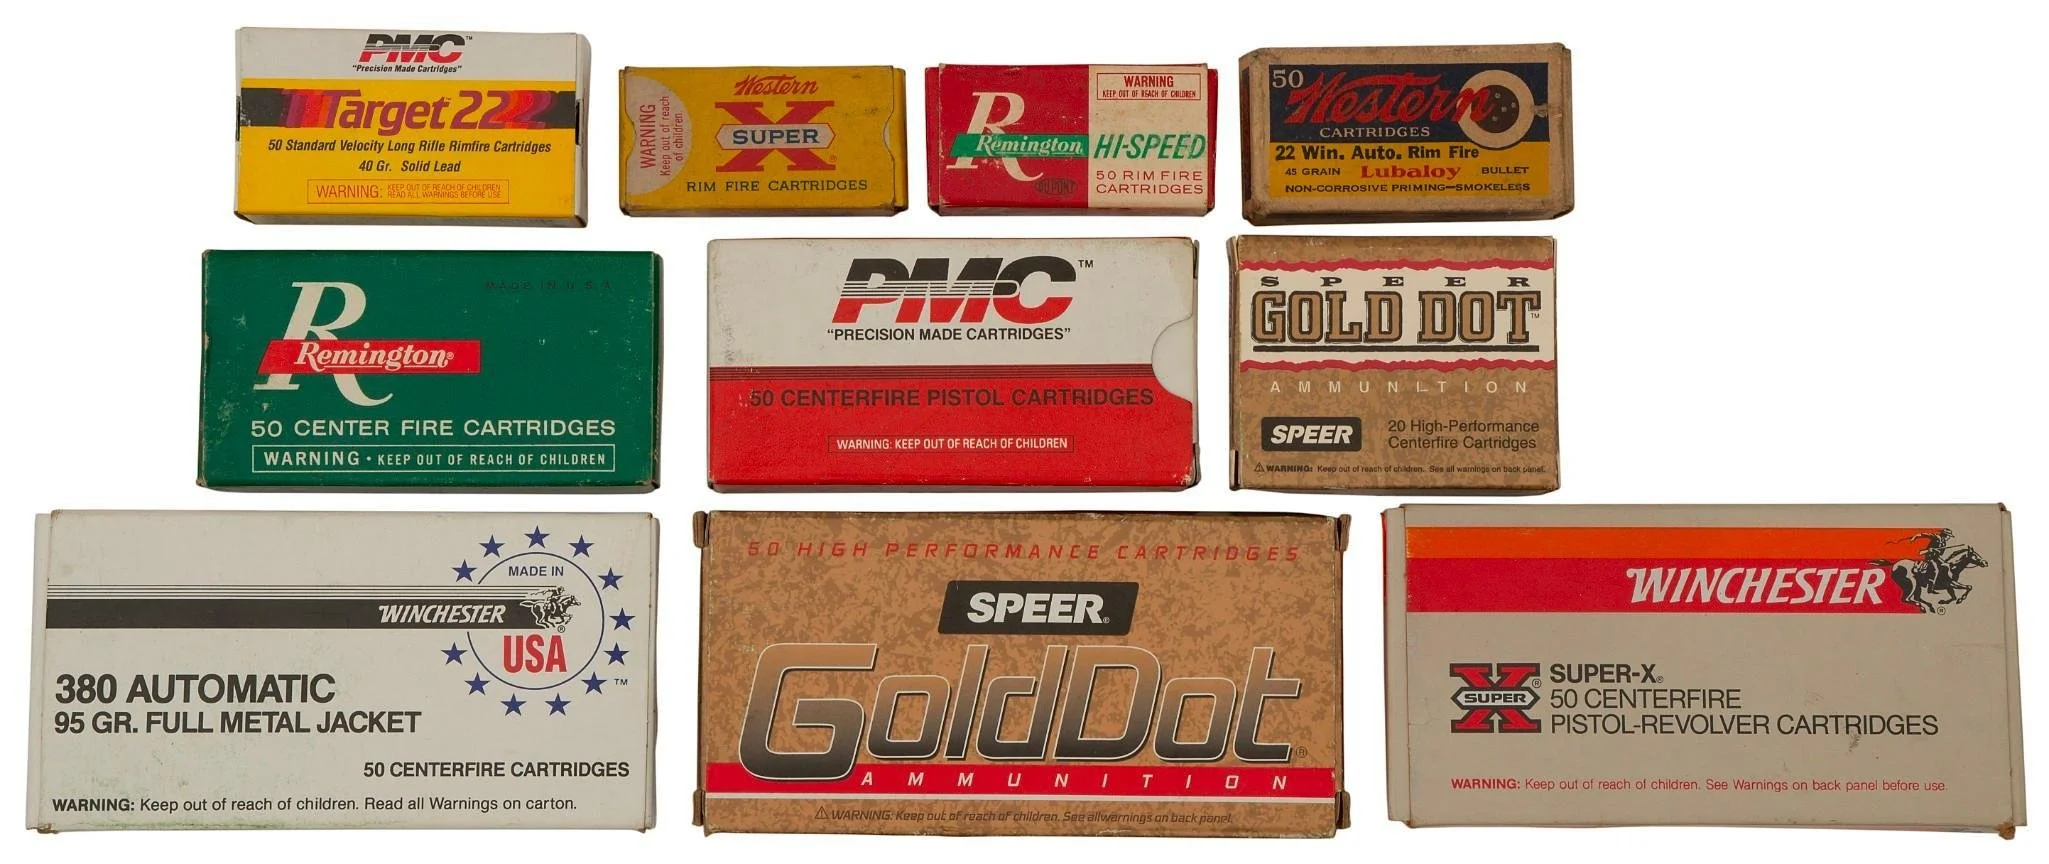 PMC™
"Precision Made Cartridges"
Target 22
50 Standard Velocity Long Rifle Rimfire Cartridges
40 Gr. Solid Lead
WARNING: KEEP OUT OF REACH OF CHILDREN
READ ALL WARNINGS BEFORE USE
WARNING
Keep out of reach
of children.
Western
X
SUPER
®
RIM FIRE CARTRIDGES
R
Remington
WARNING
KEEP OUT OF REACH OF CHILDREN
HI-SPEED
DUPONT
50 RIM FIRE
CARTRIDGES
50
Western
CARTRIDGES
22 Win. Auto. Rim Fire
45 GRAIN Lubaloy BULLET
NON-CORROSIVE PRIMING—SMOKELESS
MADE IN U.S.A.
R
Remington®
50 CENTER FIRE CARTRIDGES
WARNING • KEEP OUT OF REACH OF CHILDREN
PMC™
"PRECISION MADE CARTRIDGES"
50 CENTERFIRE PISTOL CARTRIDGES
WARNING: KEEP OUT OF REACH OF CHILDREN
SPEER
GOLD DOT™
AMMUNITION
SPEER
20 High-Performance
Centerfire Cartridges
⚠WARNING: Keep out of reach of children. See all warnings on back panel.
MADE IN
WINCHESTER®
USA
™
380 AUTOMATIC
95 GR. FULL METAL JACKET
50 CENTERFIRE CARTRIDGES
WARNING: Keep out of reach of children. Read all Warnings on carton.
50 HIGH PERFORMANCE CARTRIDGES
SPEER®
GoldDot®
AMMUNITION
⚠WARNING: Keep out of reach of children. See all warnings on back panel.
WINCHESTER®
X
SUPER
®
SUPER-X®
50 CENTERFIRE
PISTOL-REVOLVER CARTRIDGES
WARNING: Keep out of reach of children. See Warnings on back panel before use.